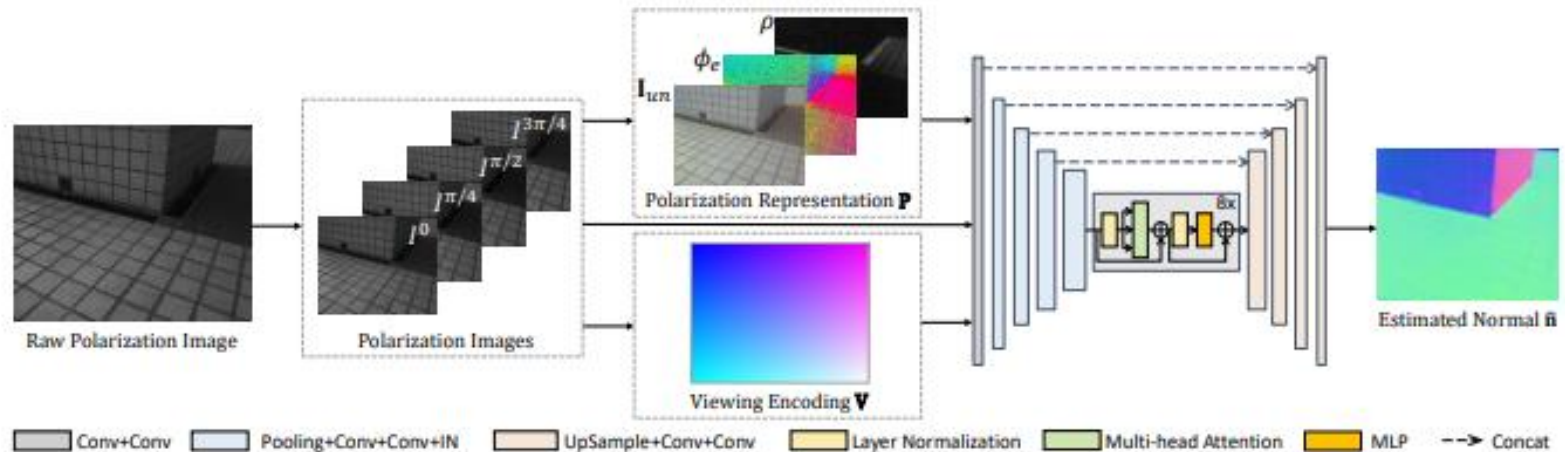 ρ
ϕe
Iun
I3π/4
Iπ/2
Iπ/4
I0
8x
Polarization Representation P
Raw Polarization Image
Polarization Images
Estimated Normal n̂
Viewing Encoding V
Conv+Conv
Pooling+Conv+Conv+IN
UpSample+Conv+Conv
Layer Normalization
Multi-head Attention
MLP
Concat